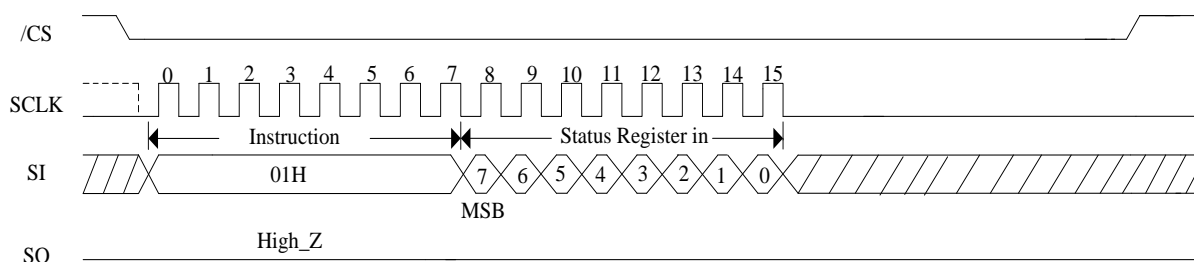 /CS
0 1 2 3 4 5 6 7 8 9 10 11 12 13 14 15
SCLK
Instruction Status Register in
SI 01H 7 6 5 4 3 2 1 0
MSB
High_Z
SO